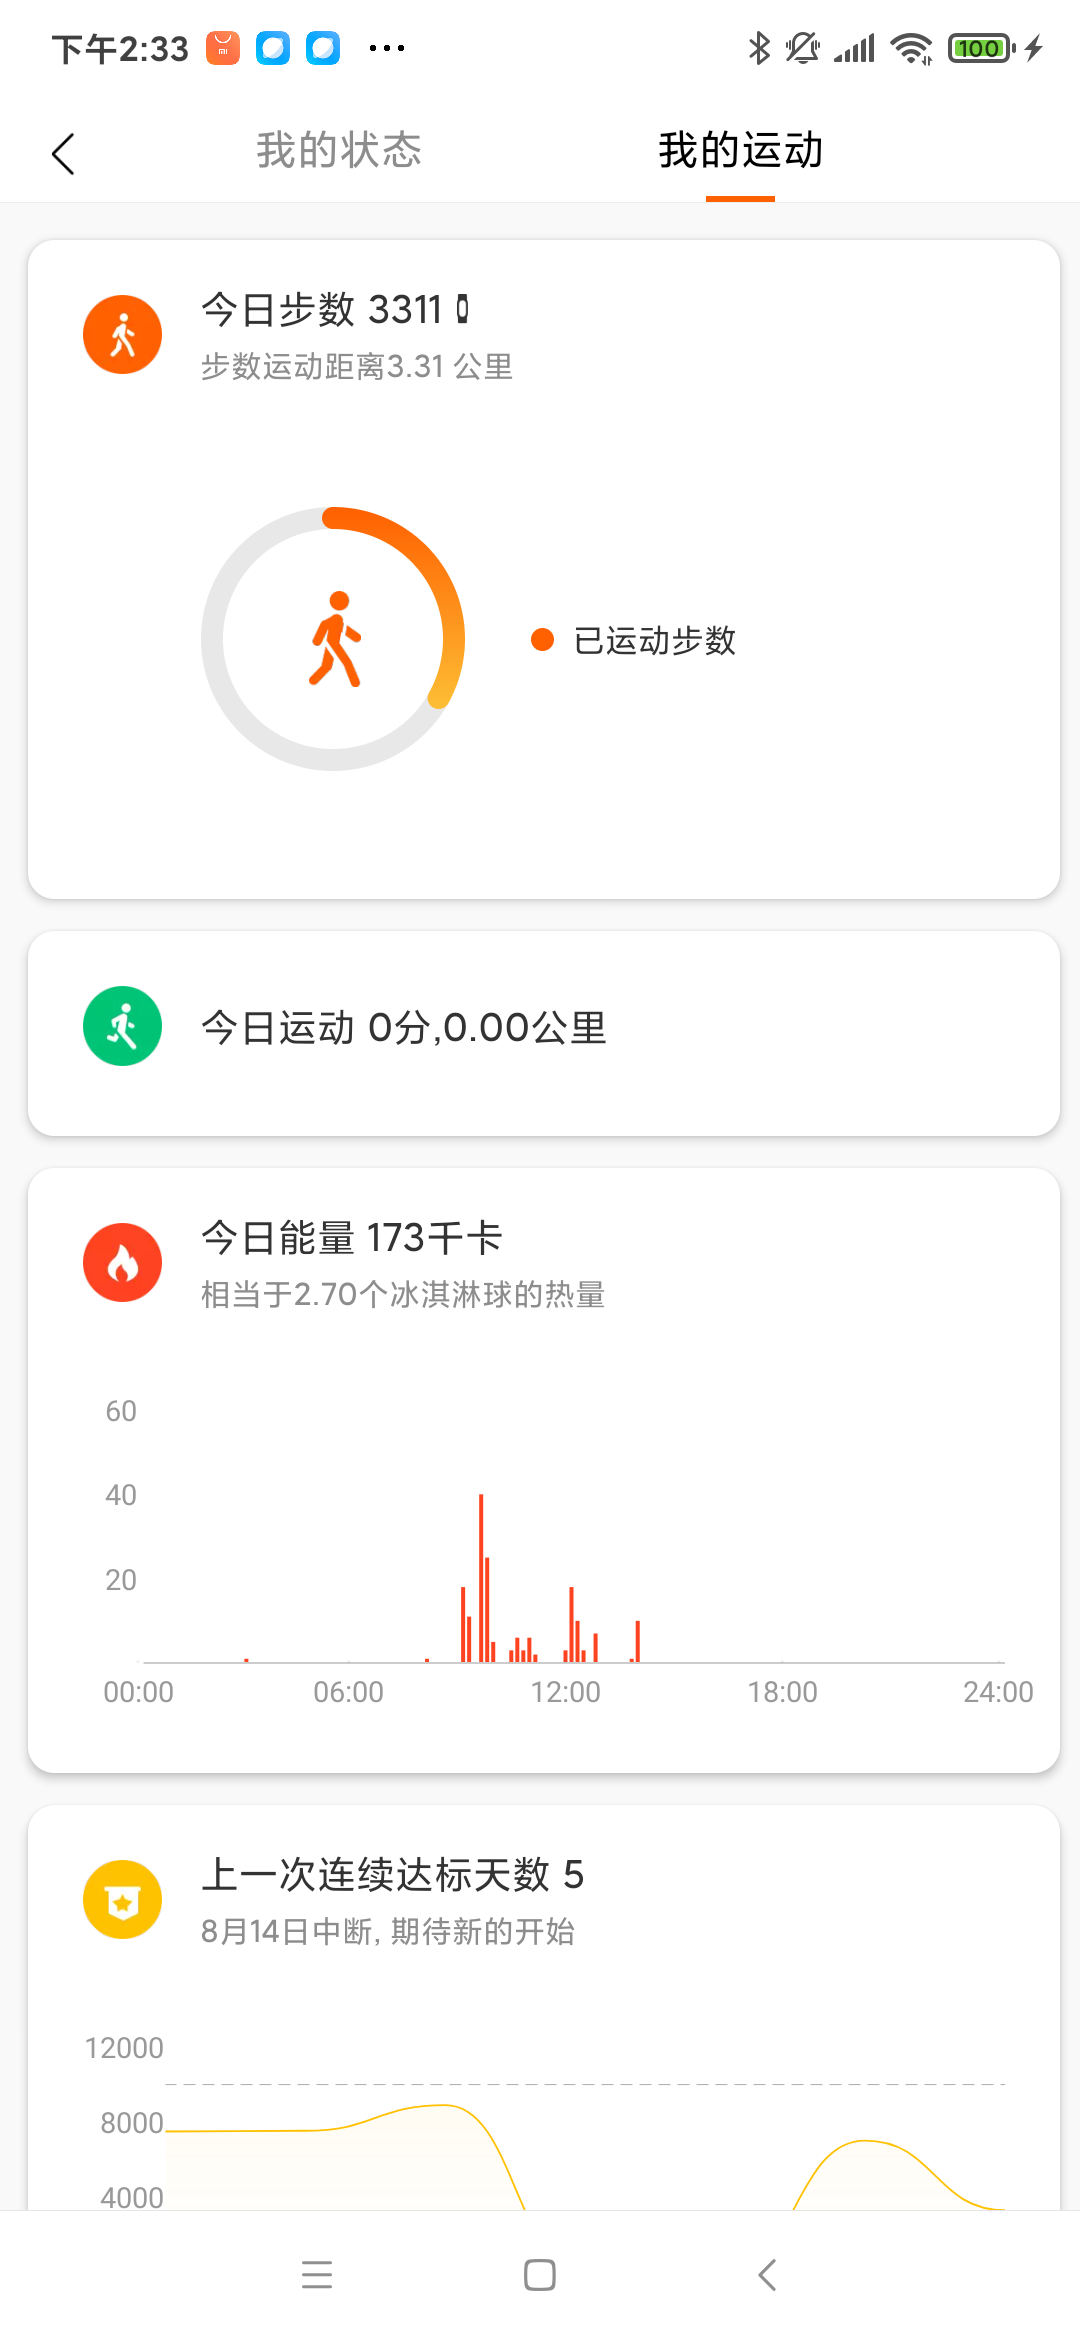 下午2:33
100
我的状态
我的运动
今日步数 3311
步数运动距离3.31 公里
已运动步数
今日运动 0分,0.00公里
今日能量 173千卡
相当于2.70个冰淇淋球的热量
60
40
20
00:00 06:00 12:00 18:00 24:00
上一次连续达标天数 5
8月14日中断, 期待新的开始
12000
8000
4000